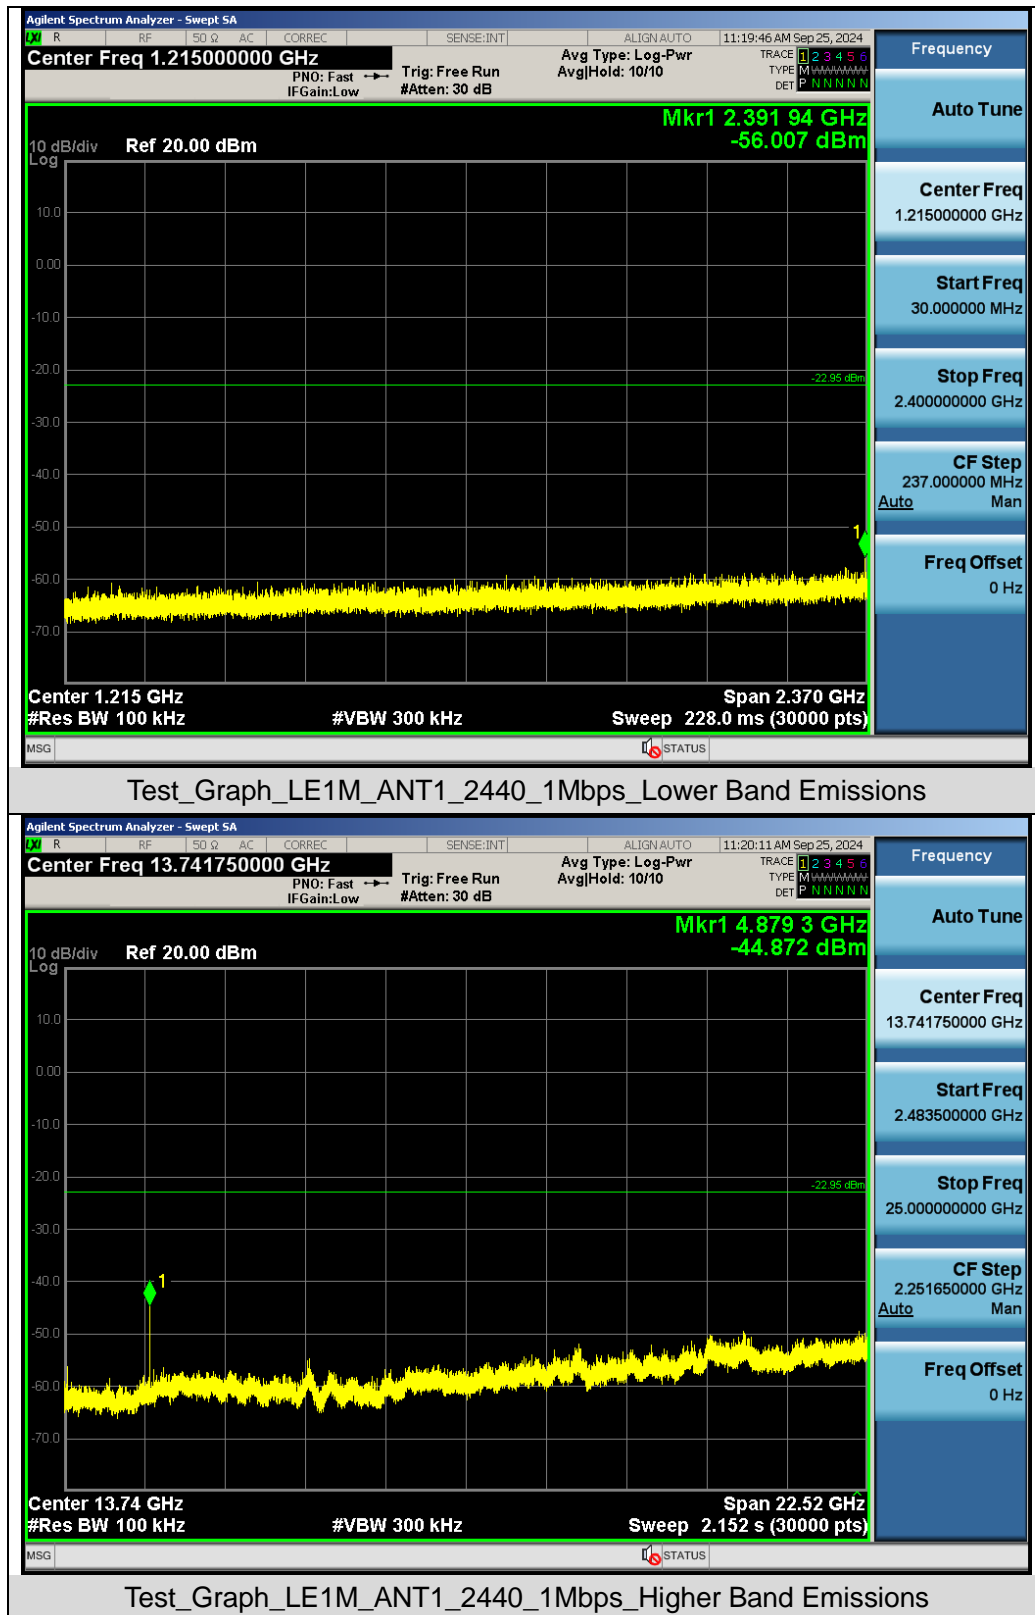 Agilent Spectrum Analyzer - Swept SA
LXI R RF 50 Ω AC CORREC SENSE:INT ALIGN AUTO 11:19:46 AM Sep 25, 2024
Center Freq 1.215000000 GHz
PNO: Fast
IFGain:Low
Trig: Free Run
#Atten: 30 dB
Avg Type: Log-Pwr
Avg|Hold: 10/10
TRACE 1 2 3 4 5 6
TYPE M
DET P N N N N N
Mkr1 2.391 94 GHz
-56.007 dBm
10 dB/div Ref 20.00 dBm
Log
10.0
0.00
-10.0
-20.0
-22.95 dBm
-30.0
-40.0
-50.0
1
-60.0
-70.0
Center 1.215 GHz Span 2.370 GHz
#Res BW 100 kHz #VBW 300 kHz Sweep 228.0 ms (30000 pts)
MSG STATUS
Frequency
Auto Tune
Center Freq
1.215000000 GHz
Start Freq
30.000000 MHz
Stop Freq
2.400000000 GHz
CF Step
237.000000 MHz
Auto Man
Freq Offset
0 Hz
Test_Graph_LE1M_ANT1_2440_1Mbps_Lower Band Emissions
Agilent Spectrum Analyzer - Swept SA
LXI R RF 50 Ω AC CORREC SENSE:INT ALIGN AUTO 11:20:11 AM Sep 25, 2024
Center Freq 13.741750000 GHz
PNO: Fast
IFGain:Low
Trig: Free Run
#Atten: 30 dB
Avg Type: Log-Pwr
Avg|Hold: 10/10
TRACE 1 2 3 4 5 6
TYPE M
DET P N N N N N
Mkr1 4.879 3 GHz
-44.872 dBm
10 dB/div Ref 20.00 dBm
Log
10.0
0.00
-10.0
-20.0
-22.95 dBm
-30.0
-40.0
1
-50.0
-60.0
-70.0
Center 13.74 GHz Span 22.52 GHz
#Res BW 100 kHz #VBW 300 kHz Sweep 2.152 s (30000 pts)
MSG STATUS
Frequency
Auto Tune
Center Freq
13.741750000 GHz
Start Freq
2.483500000 GHz
Stop Freq
25.000000000 GHz
CF Step
2.251650000 GHz
Auto Man
Freq Offset
0 Hz
Test_Graph_LE1M_ANT1_2440_1Mbps_Higher Band Emissions